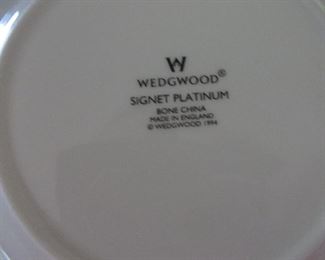 W
WEDGWOOD®
SIGNET PLATINUM
BONE CHINA
MADE IN ENGLAND
© WEDGWOOD 1994